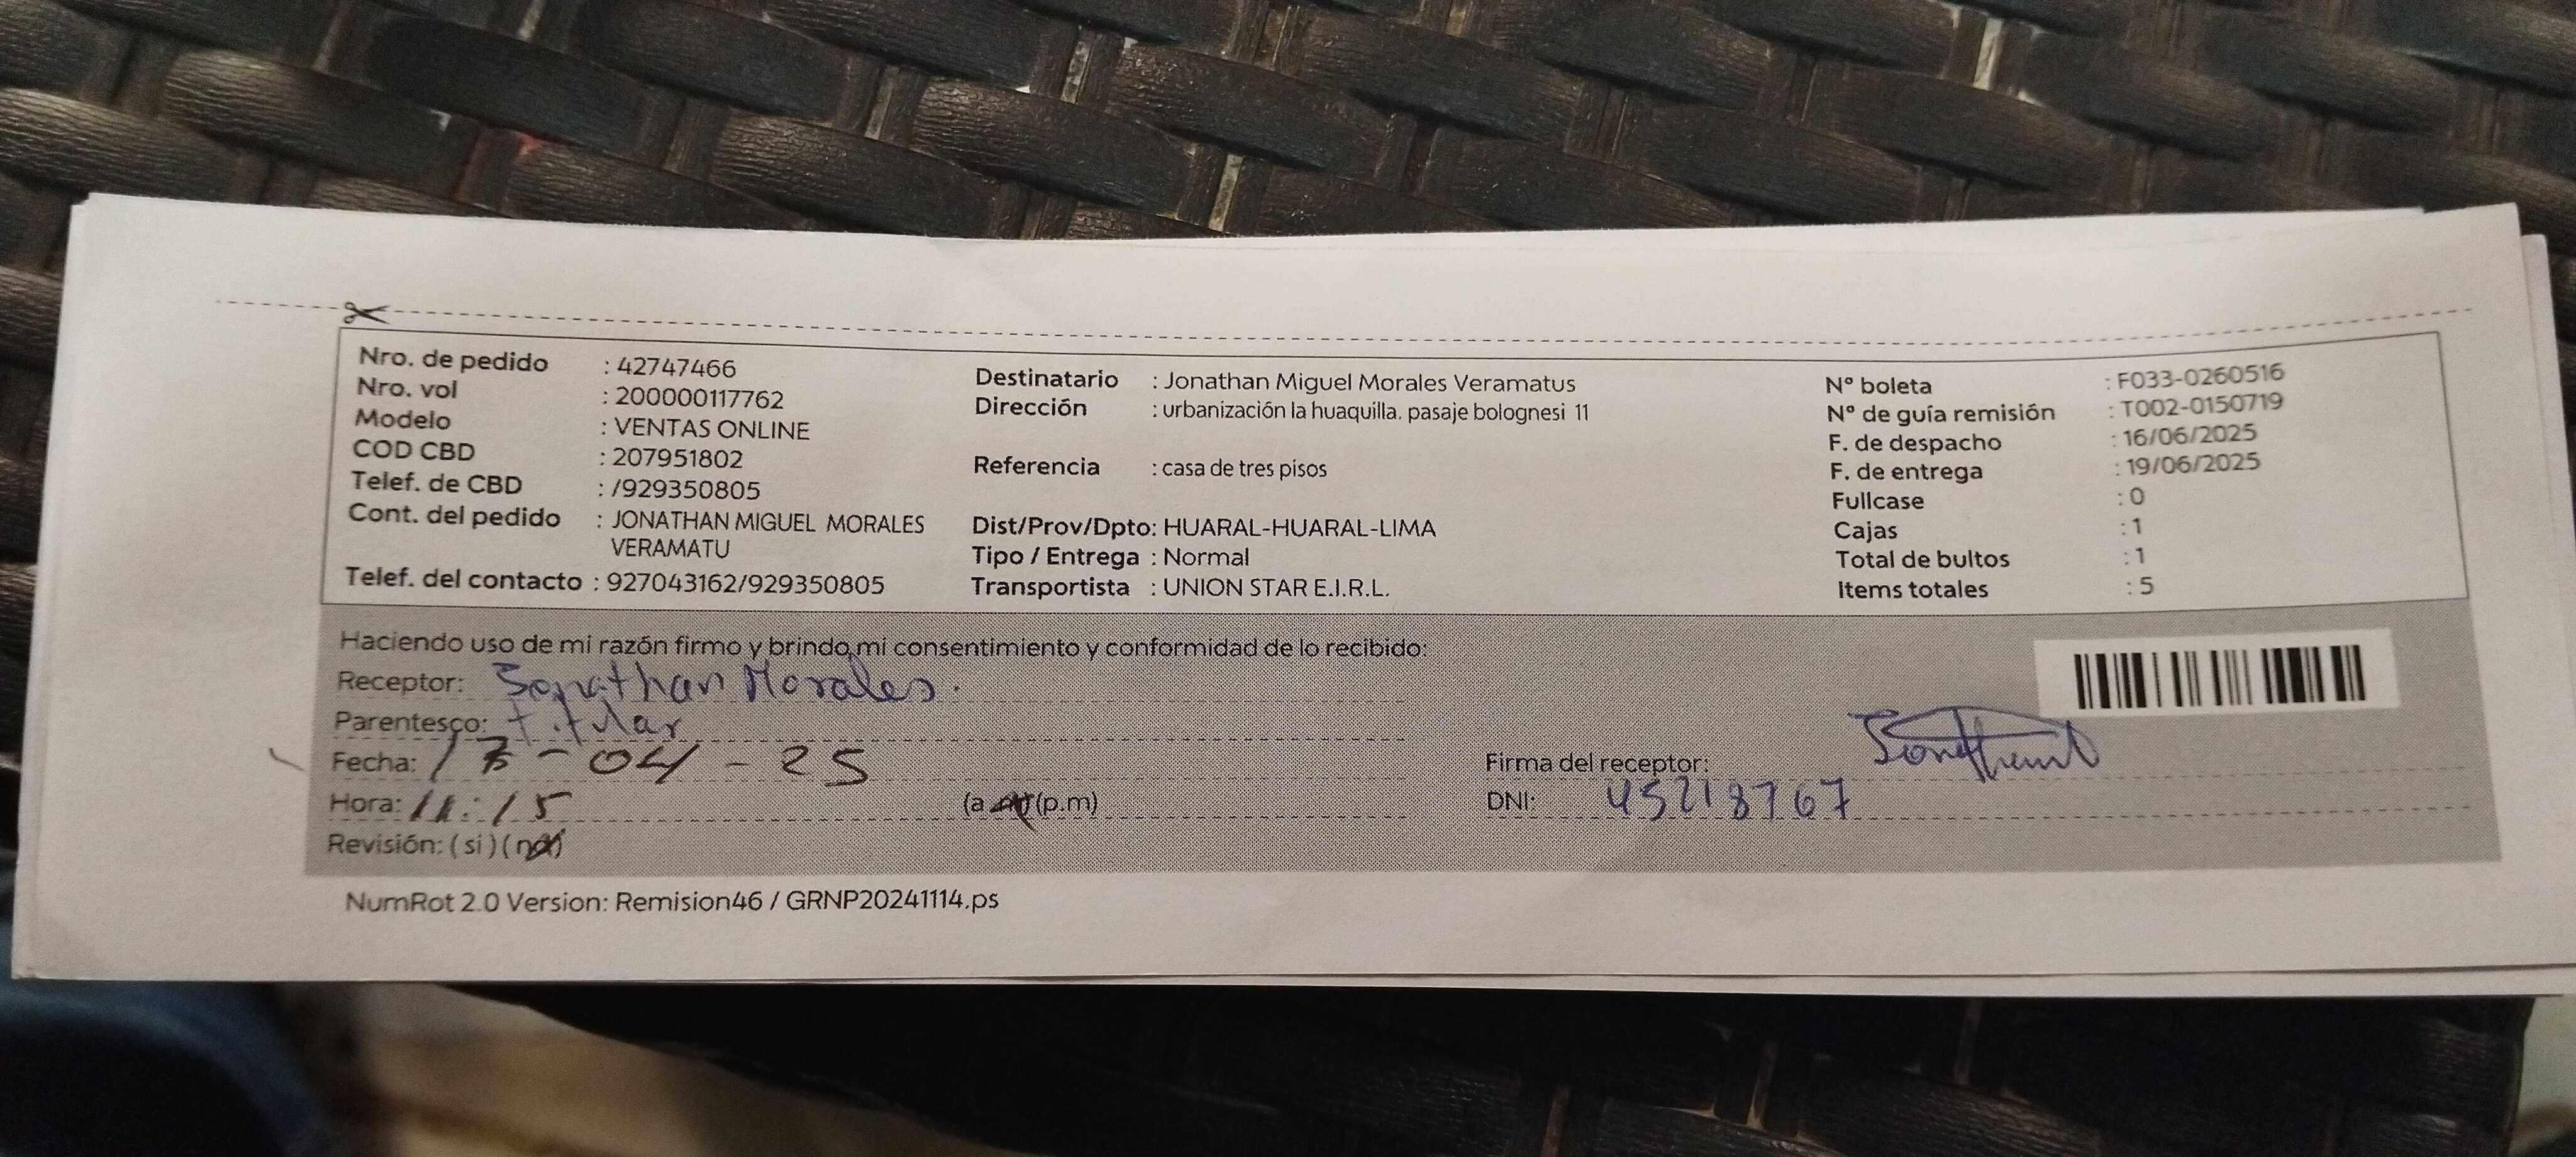 Nro. de pedido : 42747466
Nro. vol : 200000117762
Modelo : VENTAS ONLINE
COD CBD : 207951802
Telef. de CBD : /929350805
Cont. del pedido : JONATHAN MIGUEL MORALES
VERAMATU
Telef. del contacto : 927043162/929350805
Destinatario : Jonathan Miguel Morales Veramatus
Dirección : urbanización la huaquilla. pasaje bolognesi 11
Referencia : casa de tres pisos
Dist/Prov/Dpto: HUARAL-HUARAL-LIMA
Tipo / Entrega : Normal
Transportista : UNION STAR E.I.R.L.
N° boleta : F033-0260516
N° de guía remisión : T002-0150719
F. de despacho : 16/06/2025
F. de entrega : 19/06/2025
Fullcase : 0
Cajas : 1
Total de bultos : 1
Items totales : 5
Haciendo uso de mi razón firmo y brindo mi consentimiento y conformidad de lo recibido:
Receptor: Jonathan Morales.
Parentesco: titular
Fecha: - 04 - 25
Hora: 11:15 (a.m) (p.m)
Revisión: (si) (no)
Firma del receptor:
DNI: 45218767
NumRot 2.0 Version: Remision46 / GRNP20241114.ps